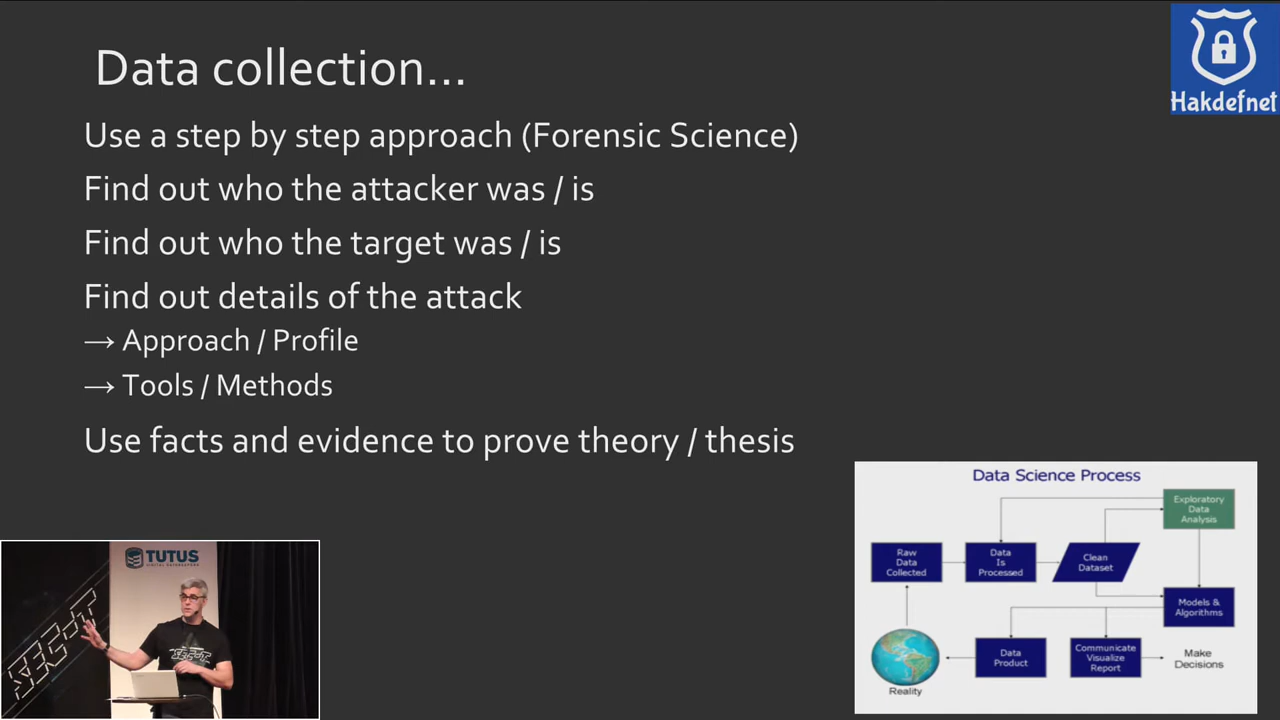 Data collection...
Hakdefnet
Use a step by step approach (Forensic Science)
Find out who the attacker was / is
Find out who the target was / is
Find out details of the attack
→ Approach / Profile
→ Tools / Methods
Use facts and evidence to prove theory / thesis
Data Science Process
Exploratory
Data
Analysis
Raw
Data
Collected
Data
Is
Processed
Clean
Dataset
Models &
Algorithms
Data
Product
Communicate
Visualize
Report
Make
Decisions
Reality
TUTUS
DIGITAL GATEKEEPERS
SEC-T